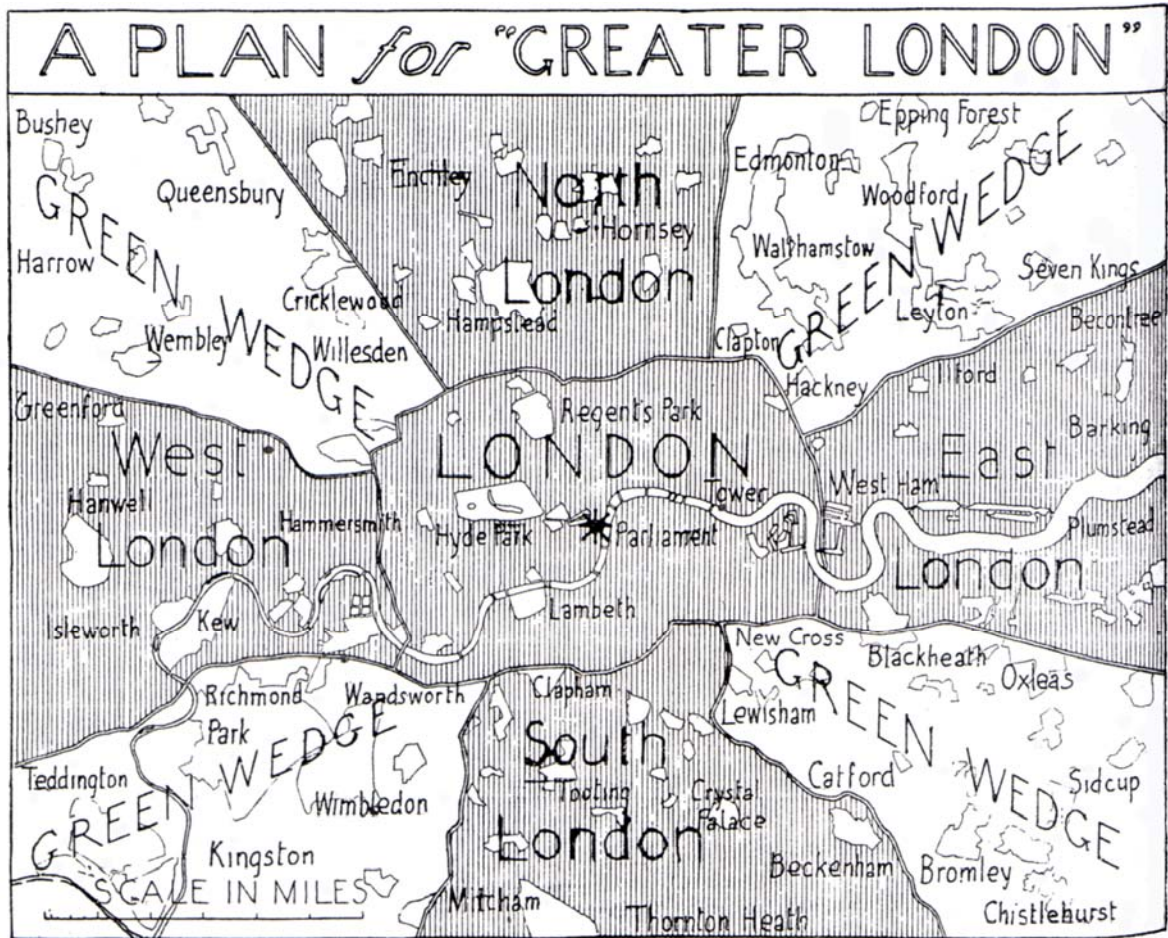 A PLAN for "GREATER LONDON"
Bushey
Queensbury
GREEN WEDGE
Harrow
Cricklewood
Wembley
Willesden
Finchley
North
Hornsey
London
Hampstead
Epping Forest
Edmonton
Woodford
GREEN WEDGE
Walthamstow
Seven Kings
Leyton
Clapton
Hackney
Becontree
Ilford
Barking
Greenford
West
Hanwell
Hammersmith
London
Isleworth
Kew
Regent's Park
LONDON
Tower
Hyde Park
Parliament
Lambeth
East
West Ham
Plumstead
London
Richmond
Park
Wandsworth
GREEN WEDGE
Teddington
Wimbledon
Kingston
SCALE IN MILES
Clapham
South
Tooting
Crystal
Palace
London
Beckenham
Mitcham
Thornton Heath
New Cross
Blackheath
Oxleas
Lewisham
GREEN WEDGE
Catford
Sidcup
Bromley
Chistlehurst